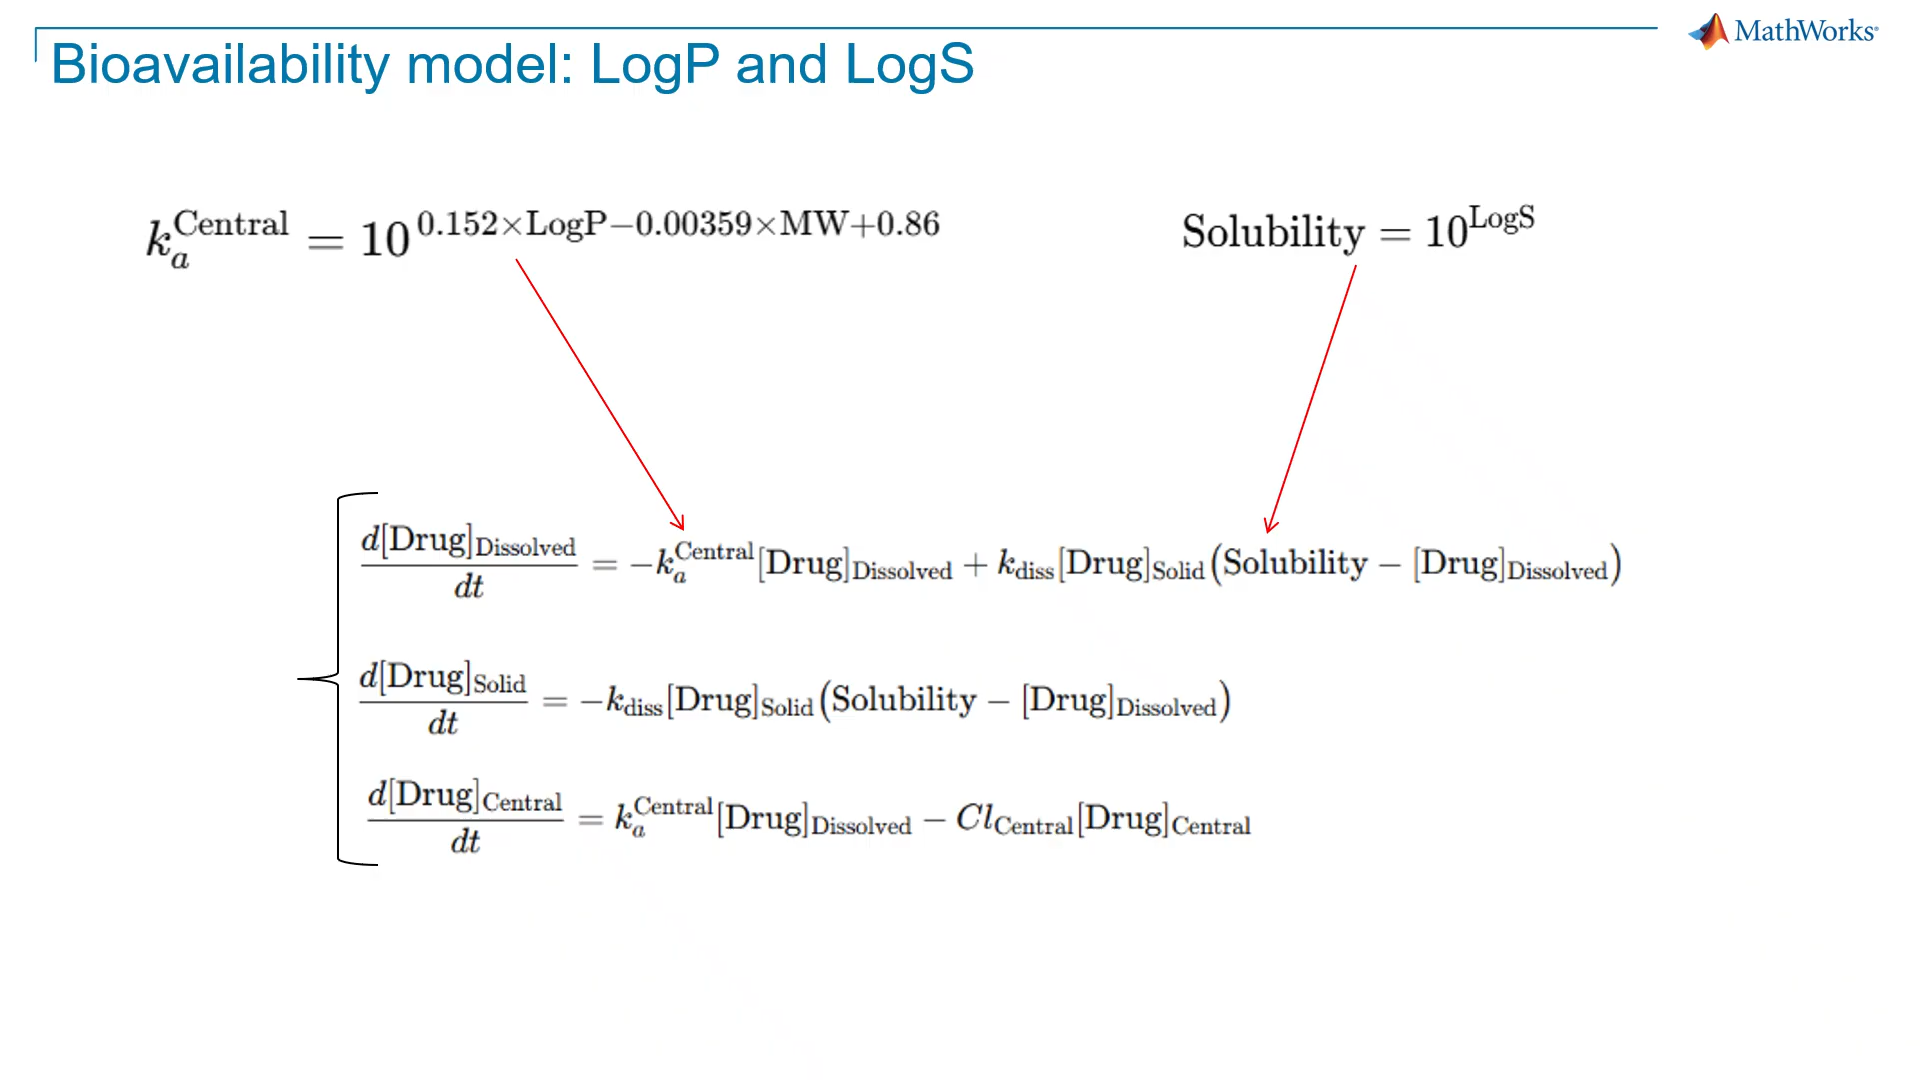 MathWorks®
Bioavailability model: LogP and LogS
k_a^Central = 10^(0.152×LogP−0.00359×MW+0.86)
Solubility = 10^LogS
d[Drug]_Dissolved/dt = −k_a^Central[Drug]_Dissolved + k_diss[Drug]_Solid(Solubility − [Drug]_Dissolved)
d[Drug]_Solid/dt = −k_diss[Drug]_Solid(Solubility − [Drug]_Dissolved)
d[Drug]_Central/dt = k_a^Central[Drug]_Dissolved − Cl_Central[Drug]_Central